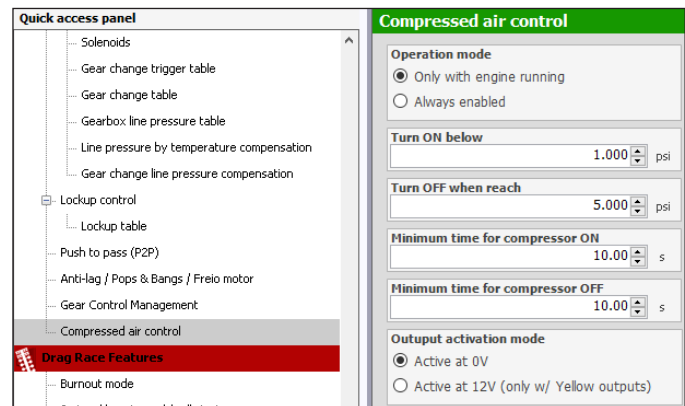 Quick access panel
Solenoids
Gear change trigger table
Gear change table
Gearbox line pressure table
Line pressure by temperature compensation
Gear change line pressure compensation
Lockup control
Lockup table
Push to pass (P2P)
Anti-lag / Pops & Bangs / Freio motor
Gear Control Management
Compressed air control
Drag Race Features
Burnout mode
Compressed air control
Operation mode
Only with engine running
Always enabled
Turn ON below
1.000 psi
Turn OFF when reach
5.000 psi
Minimum time for compressor ON
10.00 s
Minimum time for compressor OFF
10.00 s
Outuput activation mode
Active at 0V
Active at 12V (only w/ Yellow outputs)